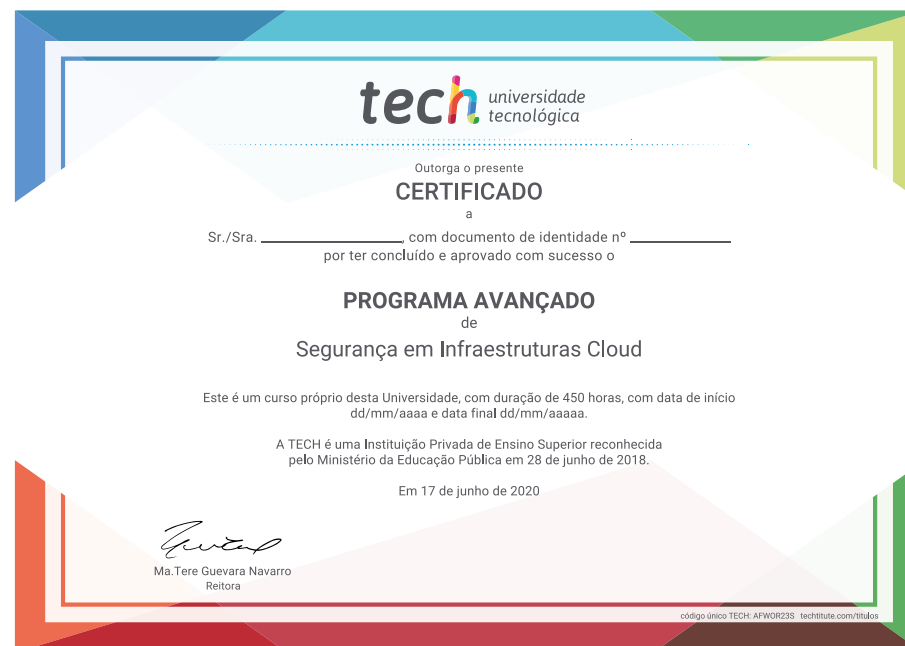 tech universidade
tecnológica
Outorga o presente
CERTIFICADO
a
Sr./Sra. , com documento de identidade nº
por ter concluído e aprovado com sucesso o
PROGRAMA AVANÇADO
de
Segurança em Infraestruturas Cloud
Este é um curso próprio desta Universidade, com duração de 450 horas, com data de início
dd/mm/aaaa e data final dd/mm/aaaaa.
A TECH é uma Instituição Privada de Ensino Superior reconhecida
pelo Ministério da Educação Pública em 28 de junho de 2018.
Em 17 de junho de 2020
Ma.Tere Guevara Navarro
Reitora
código único TECH: AFWOR23S techtitute.com/titulos